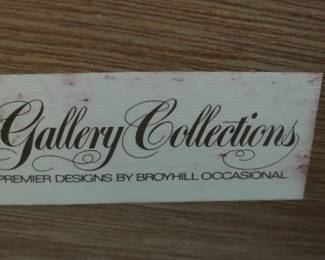 Gallery Collections
PREMIER DESIGNS BY BROYHILL OCCASIONAL